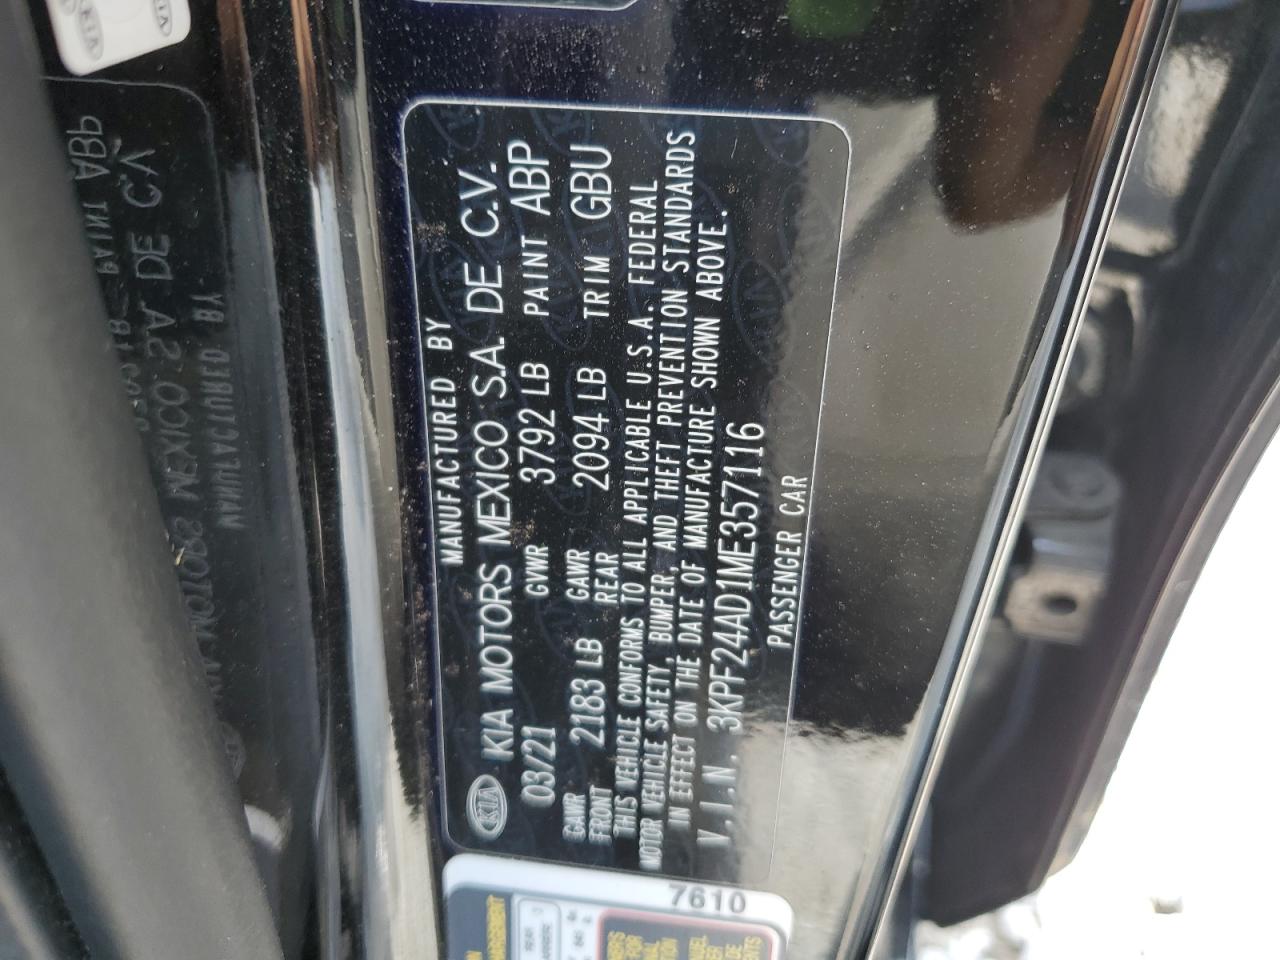 KIA
MANUFACTURED BY
KIA MOTORS MEXICO S.A. DE C.V.
03/21 GVWR 3792 LB PAINT ABP
GAWR FRONT 2183 LB GAWR REAR 2094 LB TRIM GBU
THIS VEHICLE CONFORMS TO ALL APPLICABLE U.S.A. FEDERAL
MOTOR VEHICLE SAFETY, BUMPER, AND THEFT PREVENTION STANDARDS
IN EFFECT ON THE DATE OF MANUFACTURE SHOWN ABOVE.
V.I.N. 3KPF24AD1ME357116
PASSENGER CAR
7610